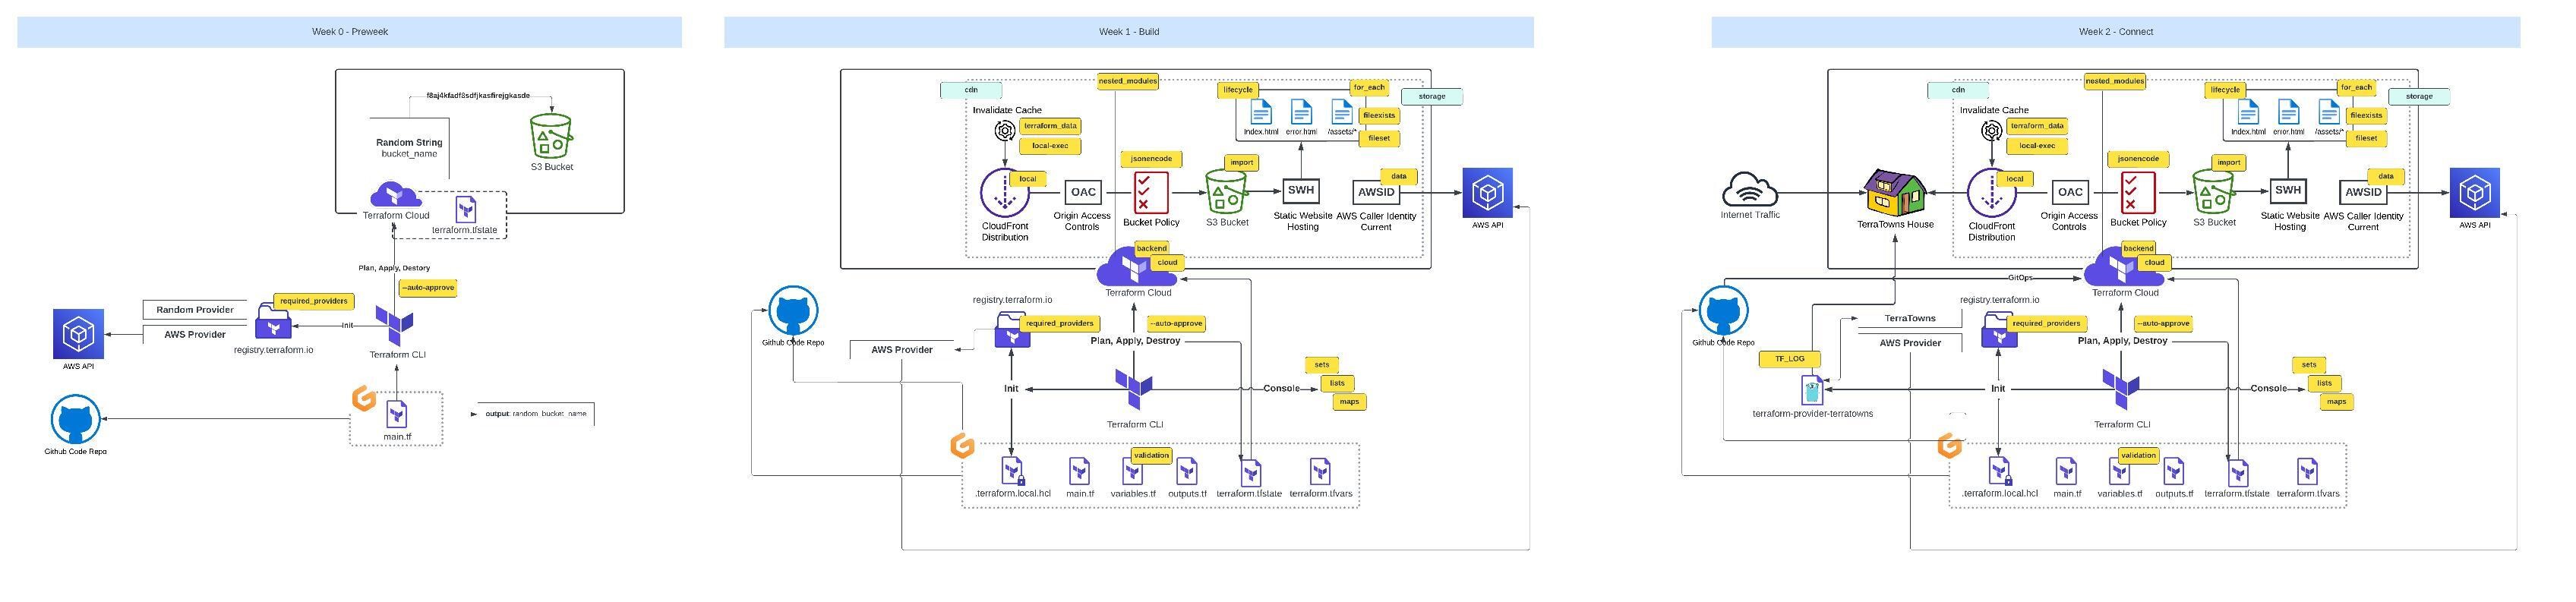 Week 0 - Preweek
f8aj4kfadf8sdfjkasfirejgkasde
Random String
bucket_name
S3 Bucket
Terraform Cloud
terraform.tfstate
Plan, Apply, Destory
--auto-approve
Random Provider
required_providers
AWS Provider
Init
registry.terraform.io
Terraform CLI
AWS API
main.tf
output: random_bucket_name
Github Code Repo
Week 1 - Build
nested_modules
cdn
lifecycle
for_each
storage
Invalidate Cache
terraform_data
local-exec
Index.html
error.html
/assets/*
fileexists
fileset
jsonencode
import
data
local
OAC
SWH
AWSID
CloudFront
Distribution
Origin Access
Controls
Bucket Policy
S3 Bucket
Static Website
Hosting
AWS Caller Identity
Current
AWS API
backend
cloud
Terraform Cloud
registry.terraform.io
required_providers
--auto-approve
Github Code Repo
AWS Provider
Plan, Apply, Destroy
sets
lists
maps
Init
Console
Terraform CLI
validation
.terraform.local.hcl
main.tf
variables.tf
outputs.tf
terraform.tfstate
terraform.tfvars
Week 2 - Connect
nested_modules
cdn
lifecycle
for_each
storage
Invalidate Cache
terraform_data
local-exec
Index.html
error.html
/assets/*
fileexists
fileset
jsonencode
import
data
local
OAC
SWH
AWSID
Internet Traffic
TerraTowns House
CloudFront
Distribution
Origin Access
Controls
Bucket Policy
S3 Bucket
Static Website
Hosting
AWS Caller Identity
Current
AWS API
backend
cloud
GitOps
Terraform Cloud
registry.terraform.io
TerraTowns
required_providers
--auto-approve
Github Code Repo
AWS Provider
Plan, Apply, Destroy
TF_LOG
sets
lists
maps
Init
Console
terraform-provider-terratowns
Terraform CLI
validation
.terraform.local.hcl
main.tf
variables.tf
outputs.tf
terraform.tfstate
terraform.tfvars